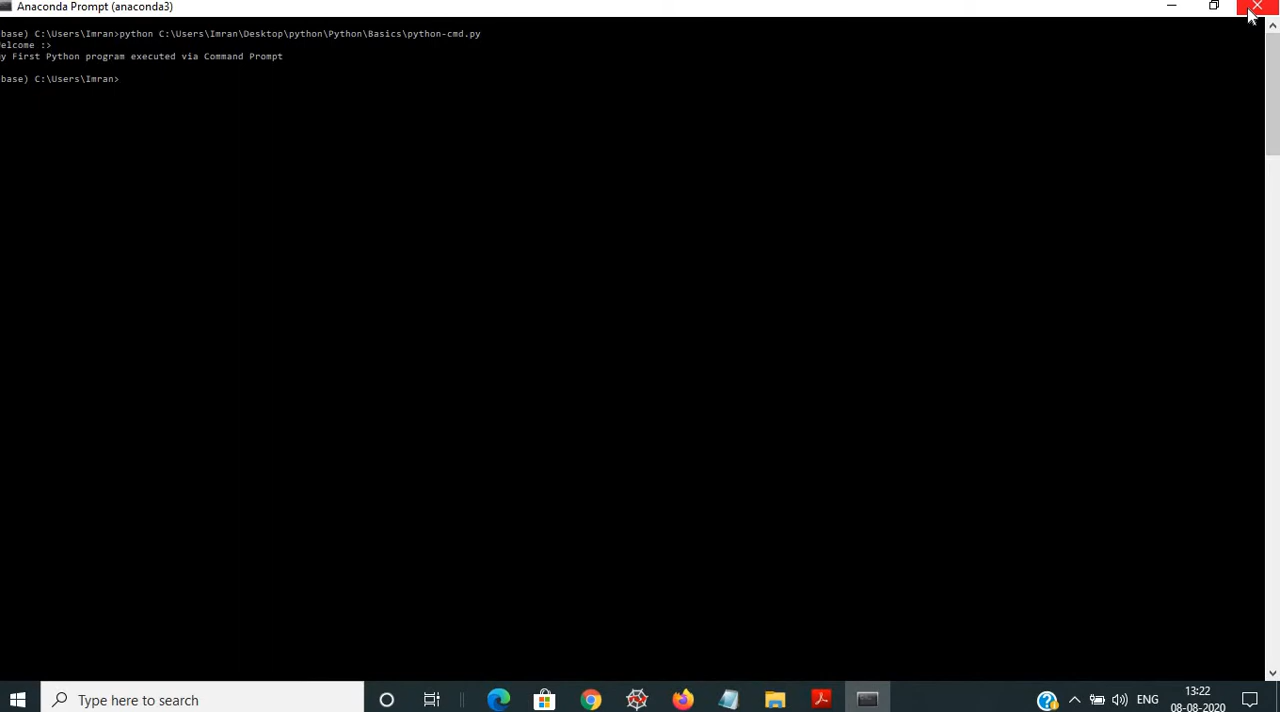 Anaconda Prompt (anaconda3)
base) C:\Users\Imran>python C:\Users\Imran\Desktop\python\Python\Basics\python-cmd.py
elcome :>
y First Python program executed via Command Prompt
base) C:\Users\Imran>
Type here to search
ENG
13:22
08-08-2020